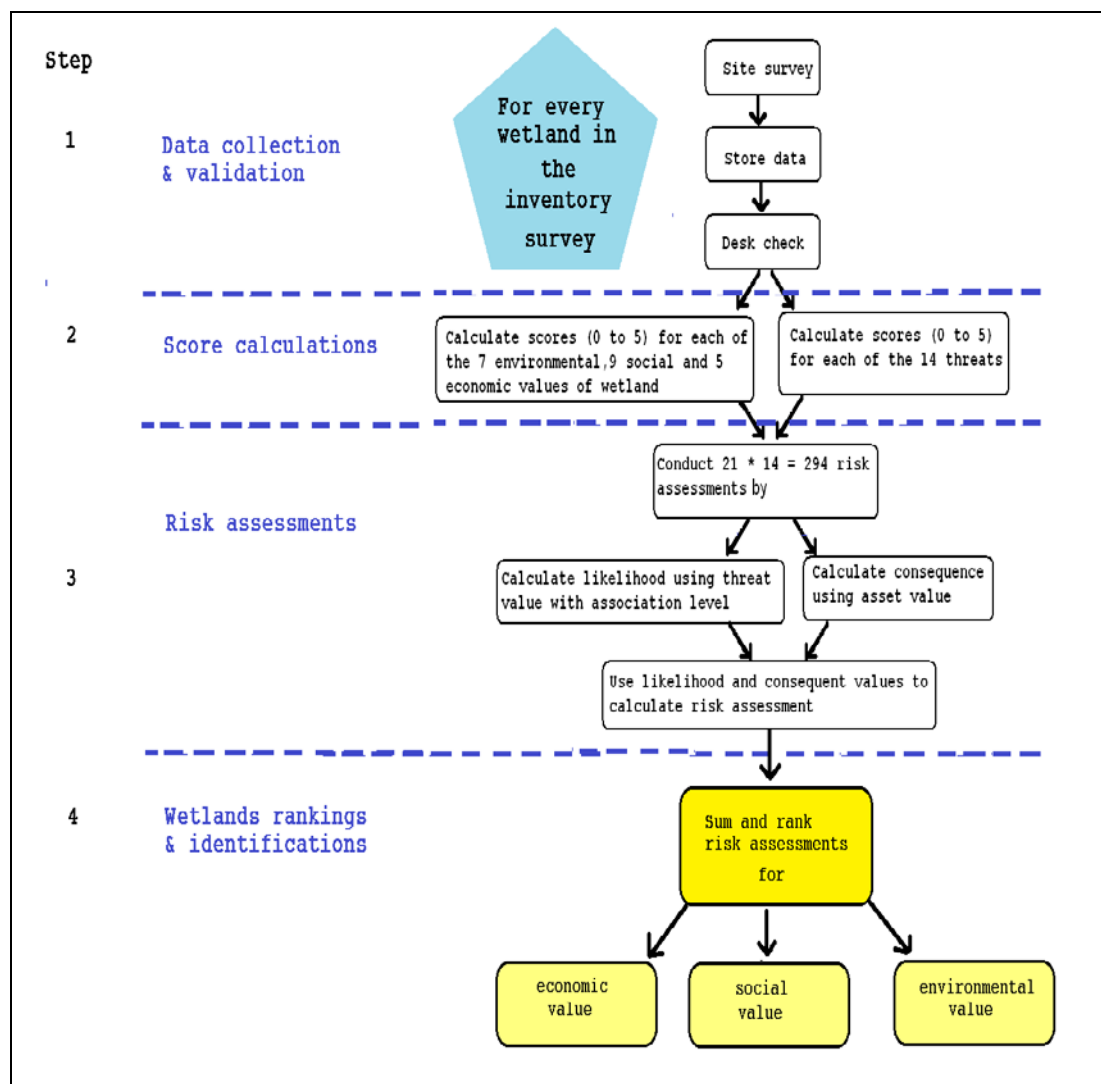 Step
1
Data collection
& validation
For every
wetland in
the
inventory
survey
Site survey
Store data
Desk check
2
Score calculations
Calculate scores (0 to 5) for each of
the 7 environmental,9 social and 5
economic values of wetland
Calculate scores (0 to 5)
for each of the 14 threats
Risk assessments
3
Conduct 21 * 14 = 294 risk
assessments by
Calculate likelihood using threat
value with association level
Calculate consequence
using asset value
Use likelihood and consequent values to
calculate risk assessment
4
Wetlands rankings
& identifications
Sum and rank
risk assessments
for
economic
value
social
value
environmental
value